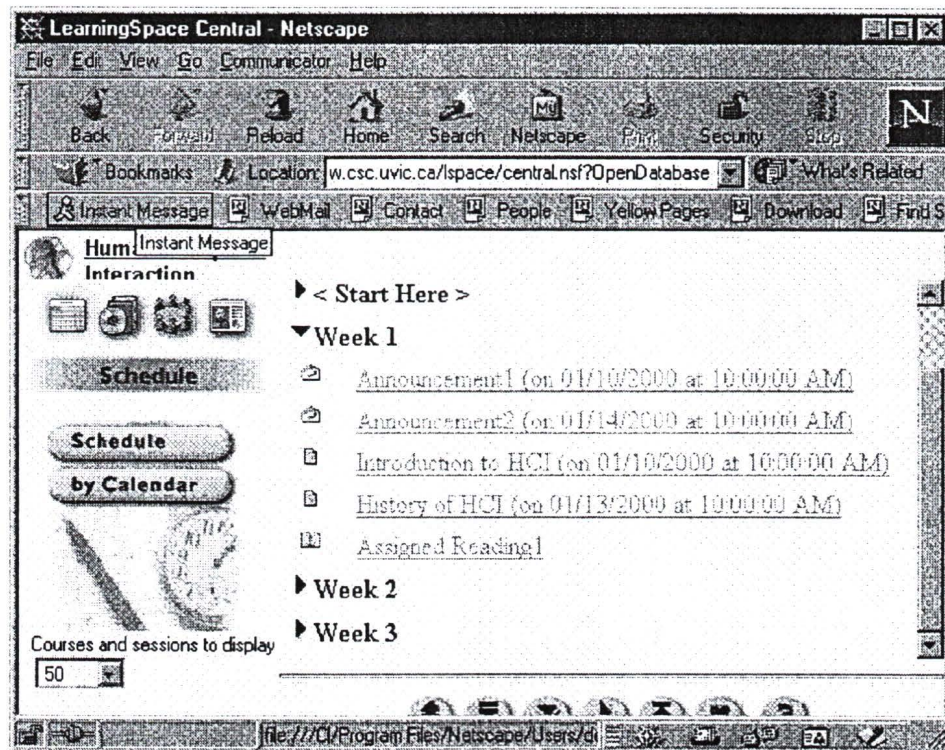 LearningSpace Central - Netscape
File Edit View Go Communicator Help
Back Forward Reload Home Search Netscape Print Security Stop
N
Bookmarks Location: w.csc.uvic.ca/lspace/central.nsf?OpenDatabase What's Related
Instant Message WebMail Contact People Yellow Pages Download Find S
Instant Message
Interaction
Schedule
Schedule
by Calendar
Courses and sessions to display
50
< Start Here >
Week 1
Announcement1 (on 01/10/2000 at 10:00:00 AM)
Announcement2 (on 01/14/2000 at 10:00:00 AM)
Introduction to HCI (on 01/10/2000 at 10:00:00 AM)
History of HCI (on 01/13/2000 at 10:00:00 AM)
Assigned Reading1
Week 2
Week 3
file:///C|/Program Files/Netscape/Users/d